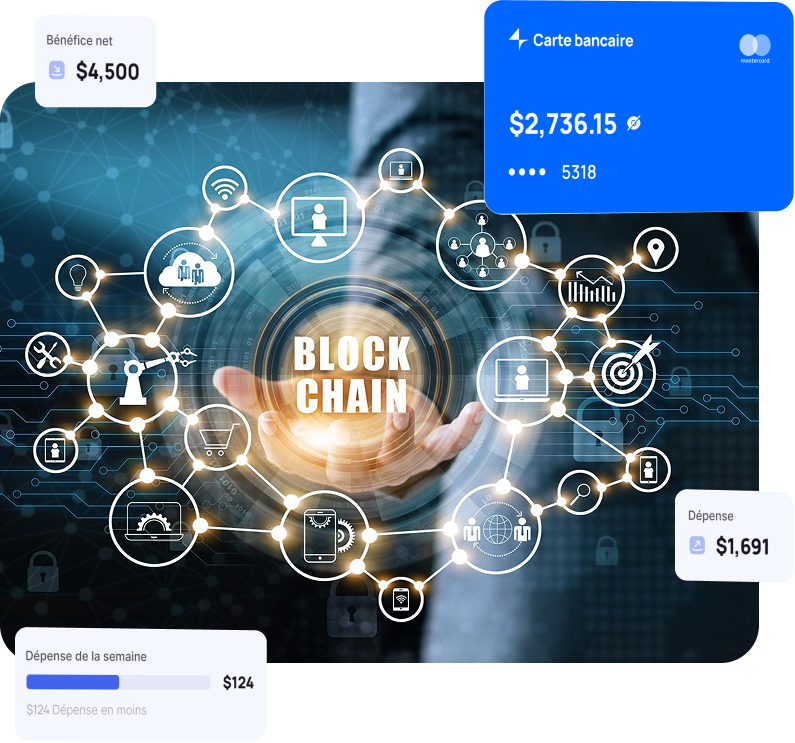 Bénéfice net
$4,500
Carte bancaire
mastercard
$2,736.15
•••• 5318
BLOCK
CHAIN
Dépense
$1,691
Dépense de la semaine
$124
$124 Dépense en moins